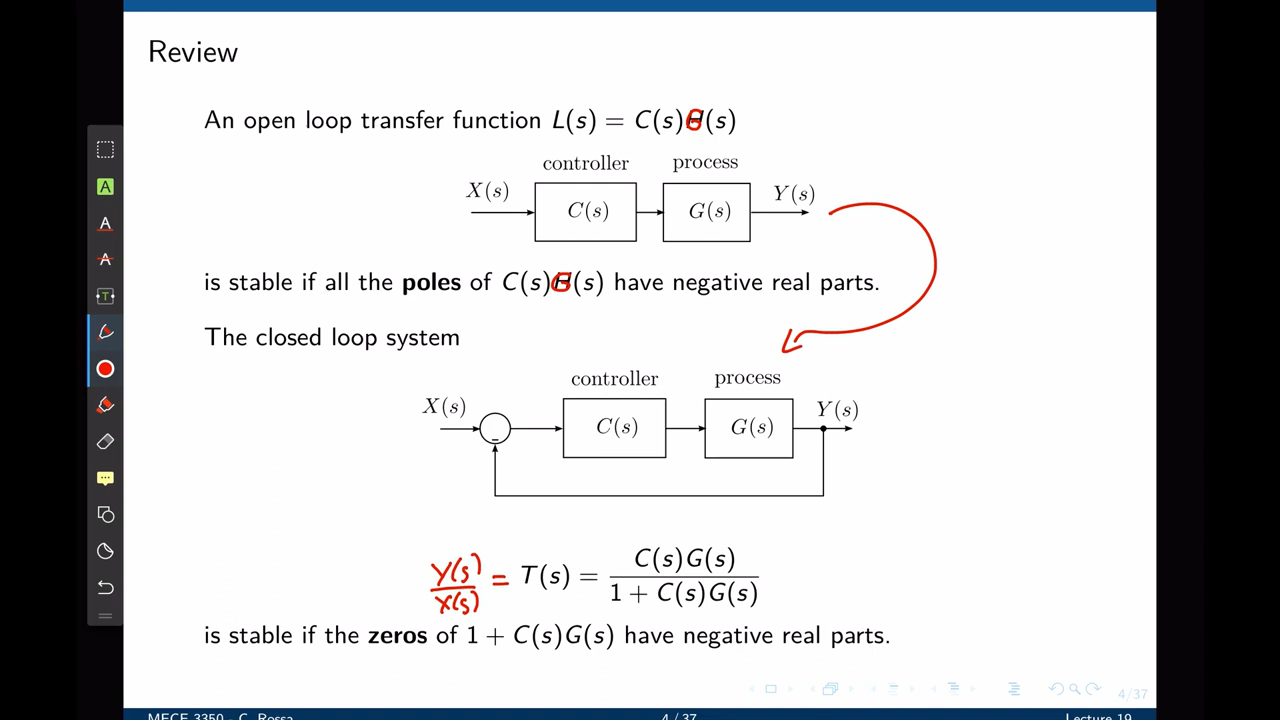 Review
An open loop transfer function L(s) = C(s)G(s)
controller process
X(s) C(s) G(s) Y(s)
is stable if all the poles of C(s)G(s) have negative real parts.
The closed loop system
controller process
X(s) - C(s) G(s) Y(s)
Y(s)/X(s) = T(s) = C(s)G(s) / 1 + C(s)G(s)
is stable if the zeros of 1 + C(s)G(s) have negative real parts.
4/37
MECE 3350 - C. Rossa 4 / 37 Lecture 19
A
A
A
T